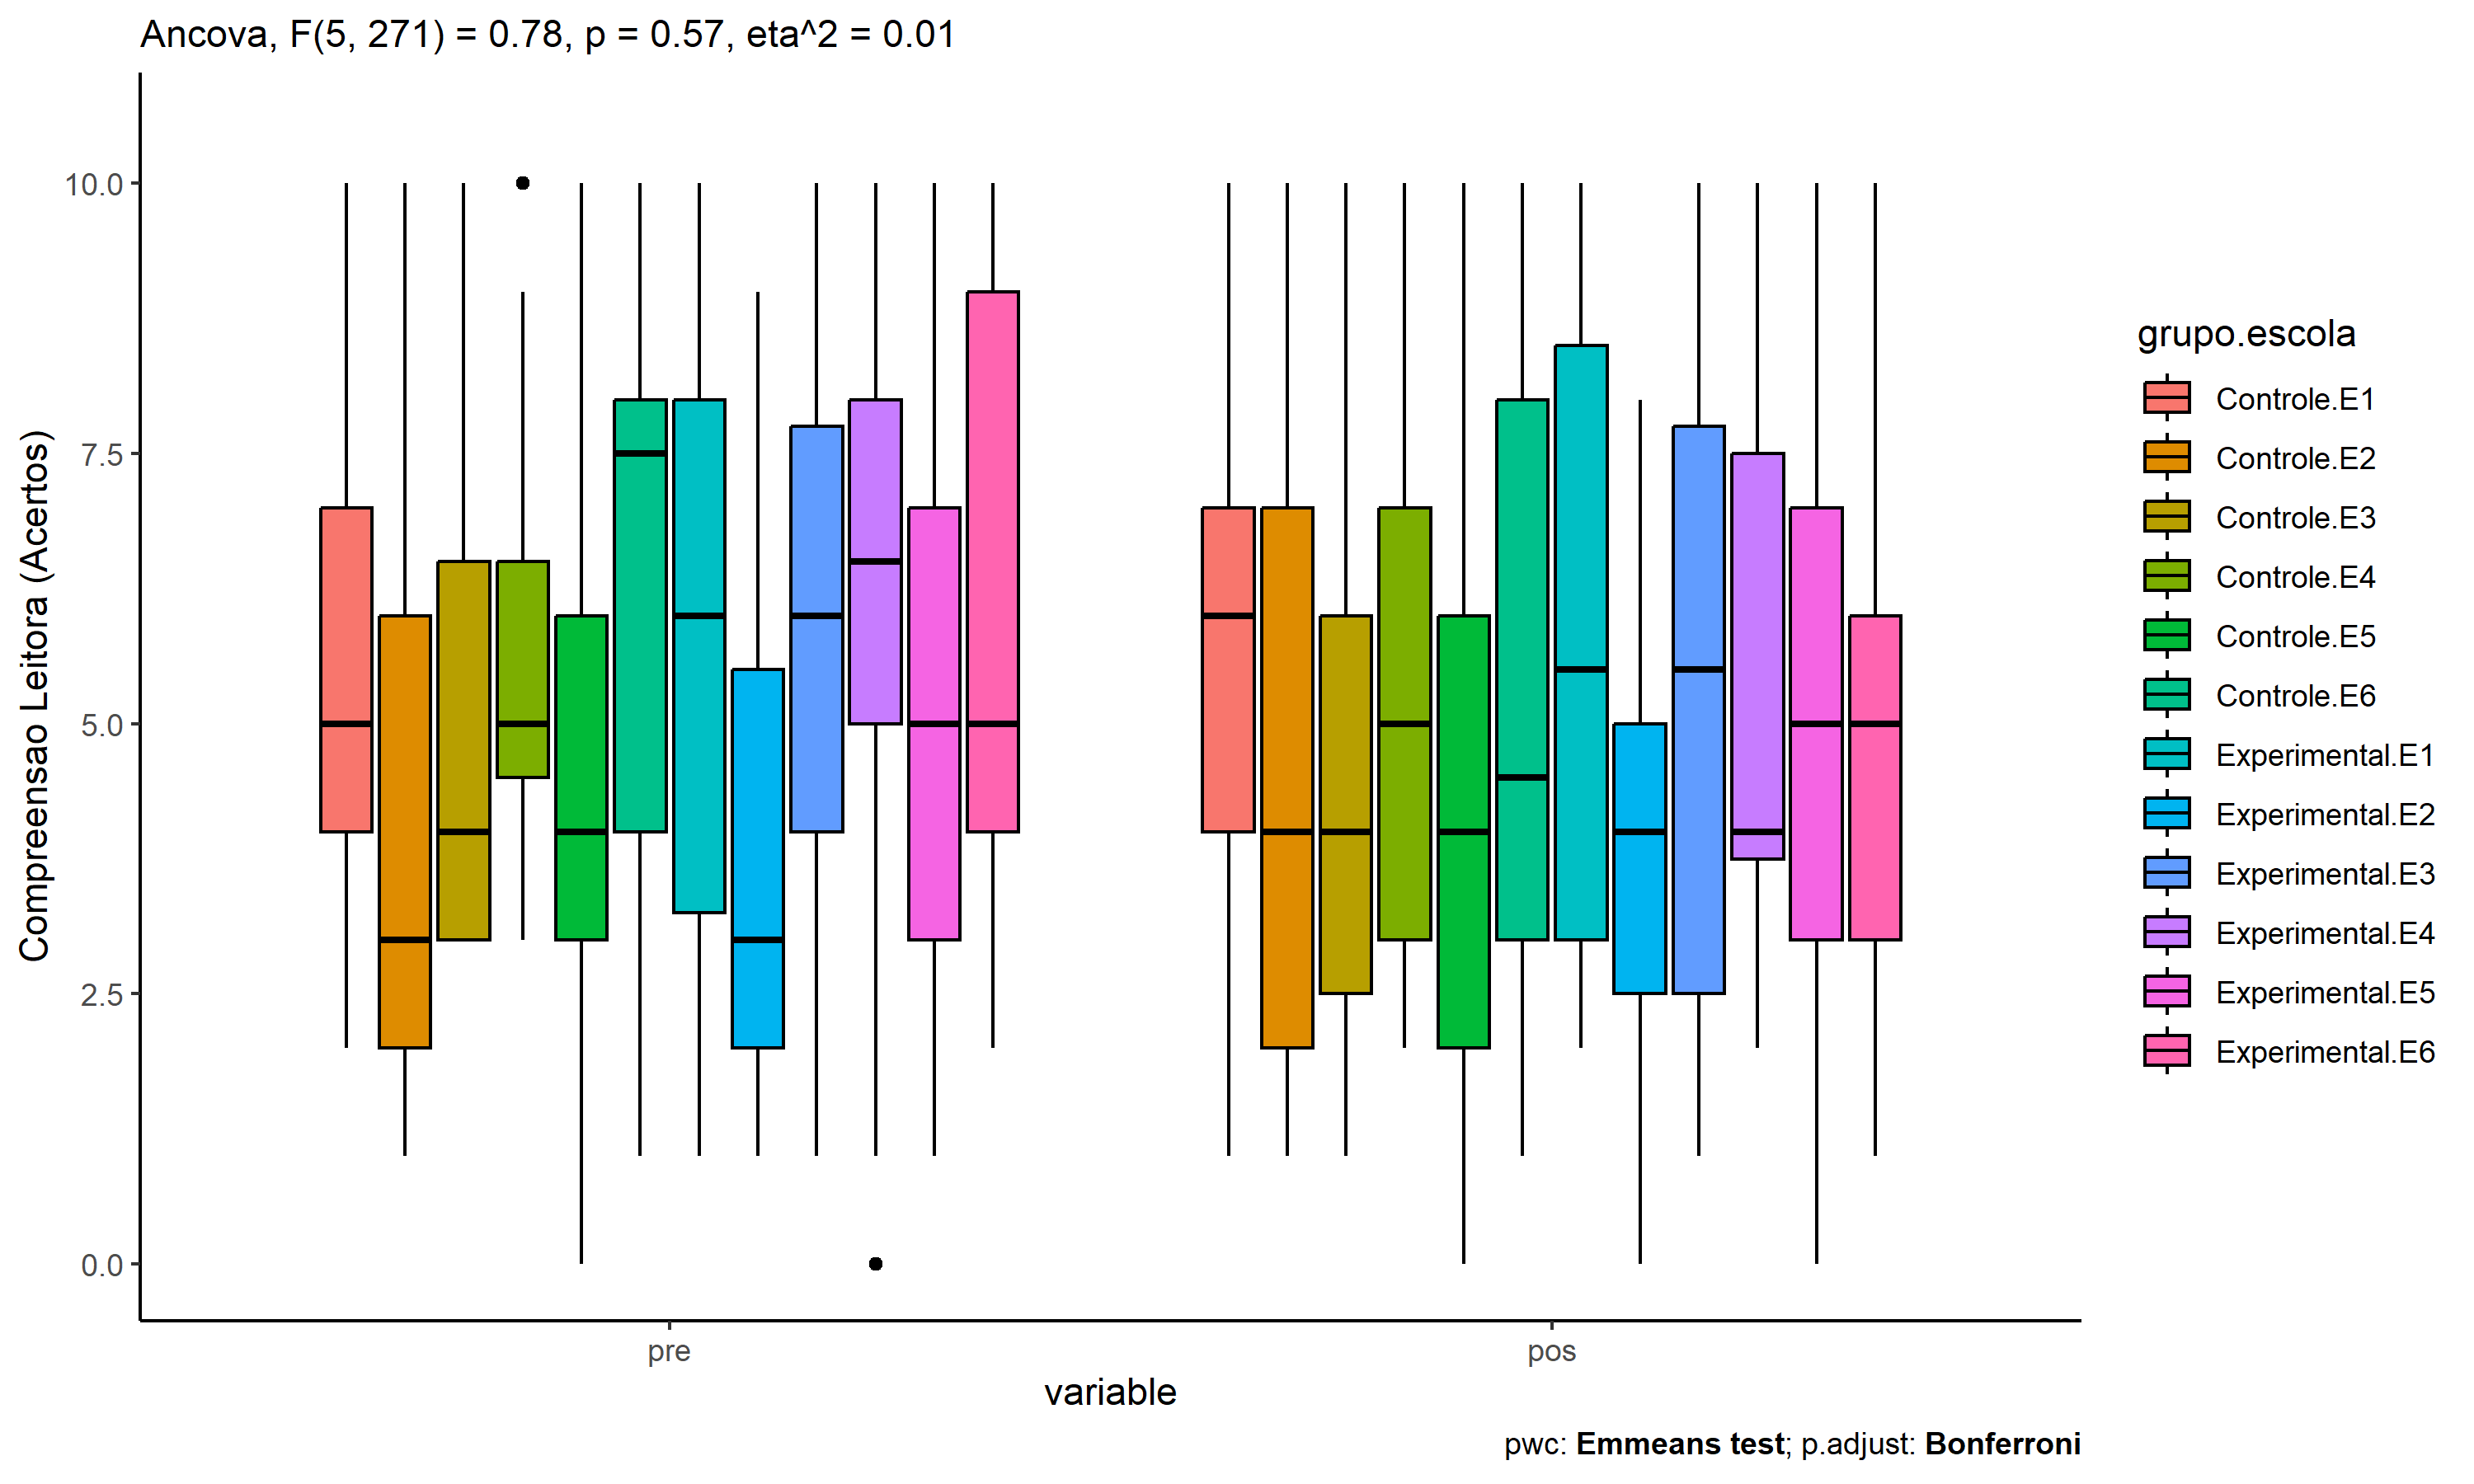 Ancova, F(5, 271) = 0.78, p = 0.57, eta^2 = 0.01
Compreensao Leitora (Acertos)
10.0
7.5
5.0
2.5
0.0
pre
pos
variable
grupo.escola
Controle.E1
Controle.E2
Controle.E3
Controle.E4
Controle.E5
Controle.E6
Experimental.E1
Experimental.E2
Experimental.E3
Experimental.E4
Experimental.E5
Experimental.E6
pwc: Emmeans test; p.adjust: Bonferroni